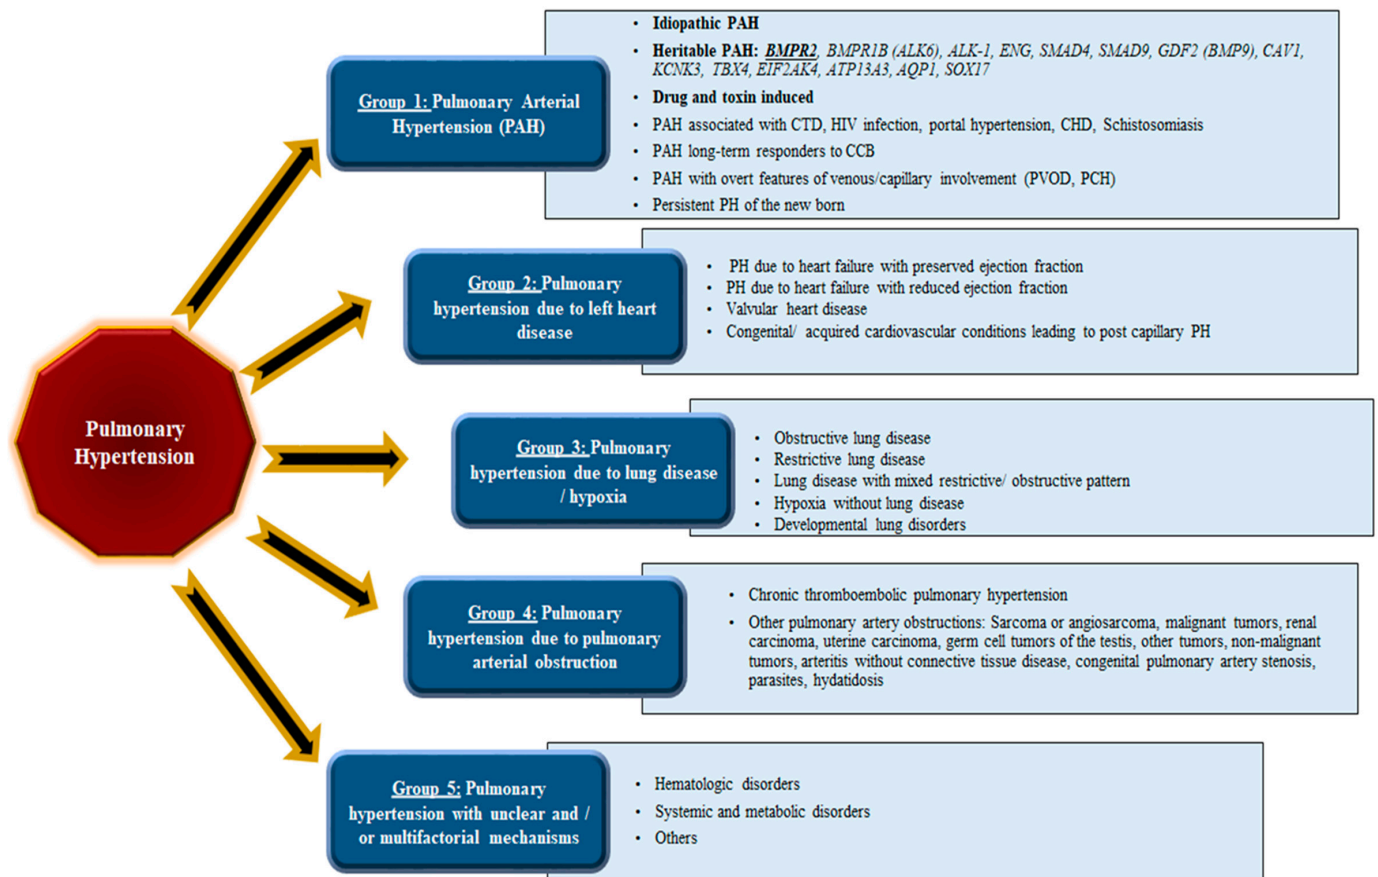 Pulmonary
Hypertension
Group 1: Pulmonary Arterial
Hypertension (PAH)
• Idiopathic PAH
• Heritable PAH: BMPR2, BMPR1B (ALK6), ALK-1, ENG, SMAD4, SMAD9, GDF2 (BMP9), CAV1,
KCNK3, TBX4, EIF2AK4, ATP13A3, AQP1, SOX17
• Drug and toxin induced
• PAH associated with CTD, HIV infection, portal hypertension, CHD, Schistosomiasis
• PAH long-term responders to CCB
• PAH with overt features of venous/capillary involvement (PVOD, PCH)
• Persistent PH of the new born
Group 2: Pulmonary
hypertension due to left heart
disease
• PH due to heart failure with preserved ejection fraction
• PH due to heart failure with reduced ejection fraction
• Valvular heart disease
• Congenital/ acquired cardiovascular conditions leading to post capillary PH
Group 3: Pulmonary
hypertension due to lung disease
/ hypoxia
• Obstructive lung disease
• Restrictive lung disease
• Lung disease with mixed restrictive/ obstructive pattern
• Hypoxia without lung disease
• Developmental lung disorders
Group 4: Pulmonary
hypertension due to pulmonary
arterial obstruction
• Chronic thromboembolic pulmonary hypertension
• Other pulmonary artery obstructions: Sarcoma or angiosarcoma, malignant tumors, renal
carcinoma, uterine carcinoma, germ cell tumors of the testis, other tumors, non-malignant
tumors, arteritis without connective tissue disease, congenital pulmonary artery stenosis,
parasites, hydatidosis
Group 5: Pulmonary
hypertension with unclear and /
or multifactorial mechanisms
• Hematologic disorders
• Systemic and metabolic disorders
• Others